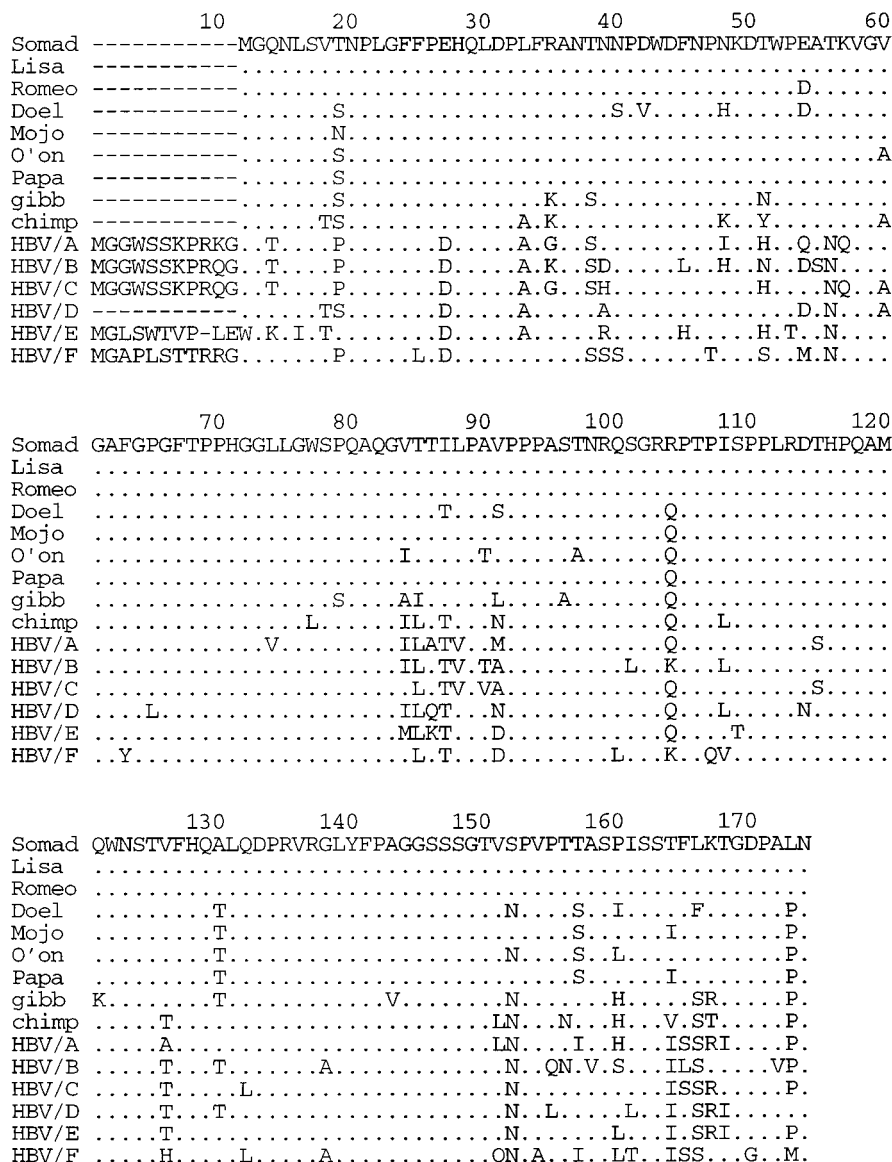 10 20 30 40 50 60
Somad -----------MGQNLSVTNPLGFFPEHQLDPLFRANTNNPDWDFNPNKDTWPEATKVGV
Lisa -----------.................................................
Romeo -----------..........................................D......
Doel -----------.......S....................S.V.....H.....D......
Mojo -----------.......N.........................................
O'on -----------.......S........................................A
Papa -----------.......S.........................................
gibb -----------.......S...............K..S............N.........
chimp -----------......TS.............A.K............K..Y........A
HBV/A MGGWSSKPRKG..T....P.......D.....A.G..S.........I..H..Q.NQ...
HBV/B MGGWSSKPRQG..T....P.......D.....A.K..SD.....L..H..N..DSN....
HBV/C MGGWSSKPRQG..T....P.......D.....A.G..SH...........H....NQ..A
HBV/D -----------......TS.......D.....A.....A..............D.N...A
HBV/E MGLSWTVP-LEW.K.I.T........D.....A.....R.....H.....H.T..N....
HBV/F MGAPLSTTRRG.......P.....L.D..........SSS......T...S..M.N....
70 80 90 100 110 120
Somad GAFGPGFTPPHGGLLGWSPQAQGVTTILPAVPPPASTNRQSGRRPTPISPPLRDTHPQAM
Lisa ............................................................
Romeo ............................................................
Doel ..........................T...S............Q................
Mojo ...........................................Q................
O'on .......................I.....T......A......Q................
Papa ...........................................Q................
gibb ..................S....AI.....L....A.......Q................
chimp ................L......IL.T...N............Q...L............
HBV/A .............V.........ILATV..M............Q..........S.....
HBV/B .......................IL.TV.TA.........L..K...L............
HBV/C ........................L.TV.VA............Q..........S.....
HBV/D ....L..................ILQT...N............Q...L.....N......
HBV/E .......................MLKT...D............Q....T...........
HBV/F ..Y.....................L.T...D........L...K..QV............
130 140 150 160 170
Somad QWNSTVFHQALQDPRVRGLYFPAGGSSSGTVSPVPTTASPISSTFLKTGDPALN
Lisa ......................................................
Romeo ......................................................
Doel .........T.....................N....S..I.....F......P.
Mojo .........T..........................S......I........P.
O'on .........T.....................N....S..L............P.
Papa .........T..........................S......I........P.
gibb K........T............V........N.......H.....SR.....P.
chimp .....T........................LN...N...H...V.ST.....P.
HBV/A .....A........................LN....I..H...ISSRI....P.
HBV/B .....T...T.......A.............N..QN.V.S...ILS.....VP.
HBV/C .....T.....L...................N...........ISSR.....P.
HBV/D .....T...T.....................N..L.....I..I.SRI......
HBV/E .....T.........................N.......L...I.SRI....P.
HBV/F .....H.....L.....A............QN.A..I..LT..ISS...G..M.